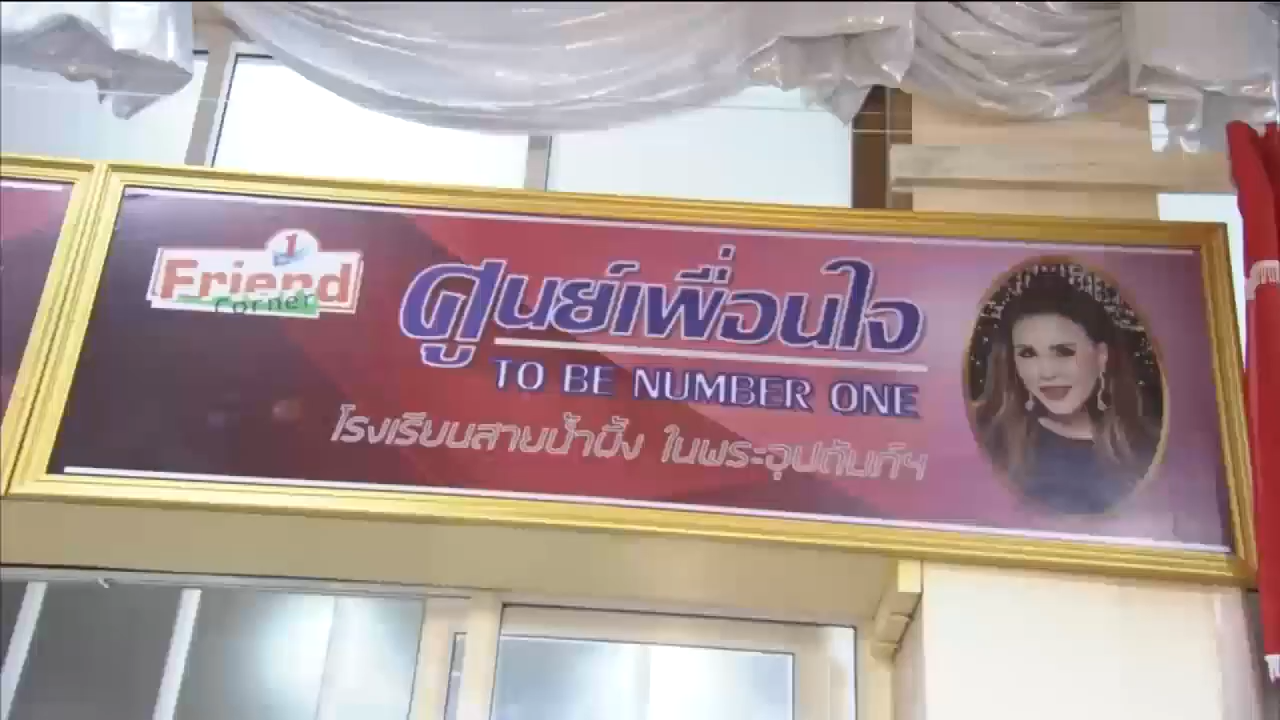 1
Friend
Corner
ศูนย์เพื่อนใจ
TO BE NUMBER ONE
โรงเรียนสายน้ำผึ้ง ในพระอุปถัมภ์ฯ